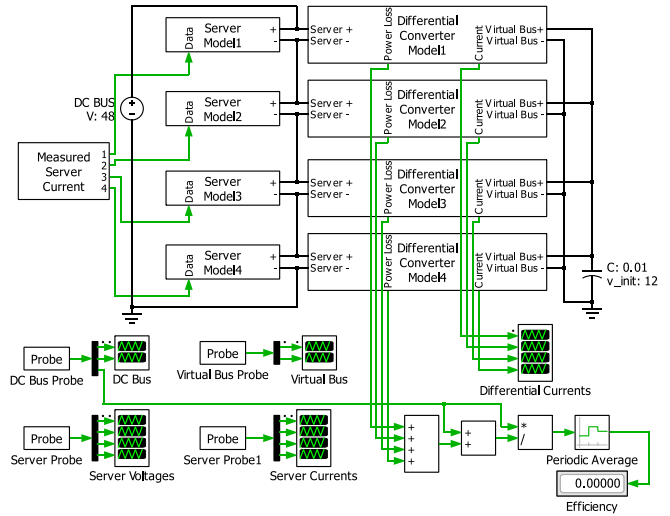 Data
Server
Model1
+
-
Server +
Server -
Power Loss
Differential
Converter
Model1
Current
Virtual Bus+
Virtual Bus -
DC BUS
V: 48
Data
Server
Model2
+
-
Server +
Server -
Power Loss
Differential
Converter
Model2
Current
Virtual Bus+
Virtual Bus -
Measured
Server
Current
1
2
3
4
Data
Server
Model3
+
-
Server +
Server -
Power Loss
Differential
Converter
Model3
Current
Virtual Bus+
Virtual Bus -
Data
Server
Model4
+
-
Server +
Server -
Power Loss
Differential
Converter
Model4
Current
Virtual Bus+
Virtual Bus -
C: 0.01
v_init: 12
Probe
DC Bus Probe
DC Bus
Probe
Virtual Bus Probe
Virtual Bus
Differential Currents
Probe
Server Probe
Server Voltages
Probe
Server Probe1
Server Currents
+
+
+
+
+
+
*
/
Periodic Average
0.00000
Efficiency